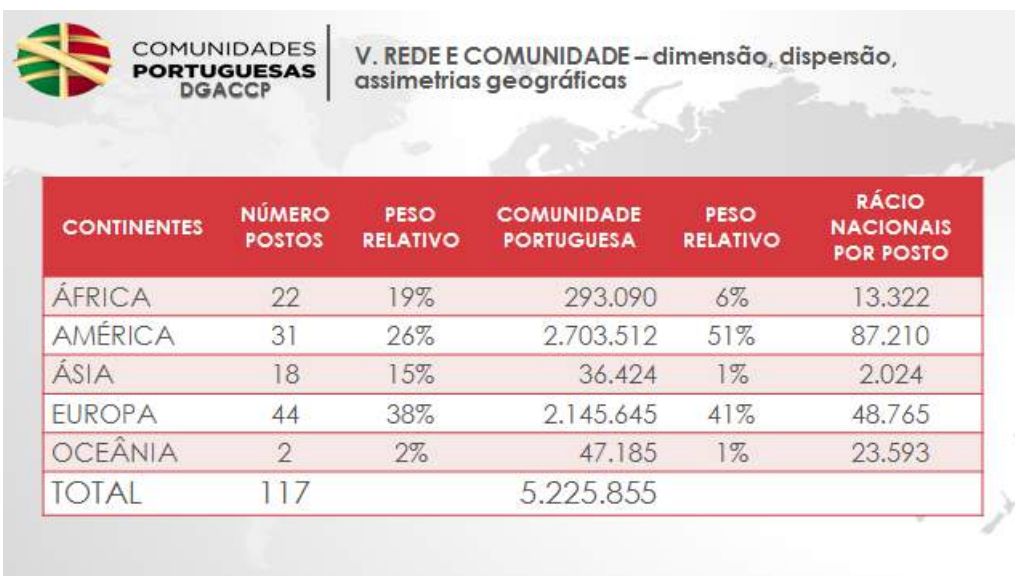 COMUNIDADES
PORTUGUESAS
DGACCP
V. REDE E COMUNIDADE – dimensão, dispersão,
assimetrias geográficas
CONTINENTES NÚMERO POSTOS PESO RELATIVO COMUNIDADE PORTUGUESA PESO RELATIVO RÁCIO NACIONAIS POR POSTO
ÁFRICA 22 19% 293.090 6% 13.322
AMÉRICA 31 26% 2.703.512 51% 87.210
ÁSIA 18 15% 36.424 1% 2.024
EUROPA 44 38% 2.145.645 41% 48.765
OCEÂNIA 2 2% 47.185 1% 23.593
TOTAL 117 5.225.855